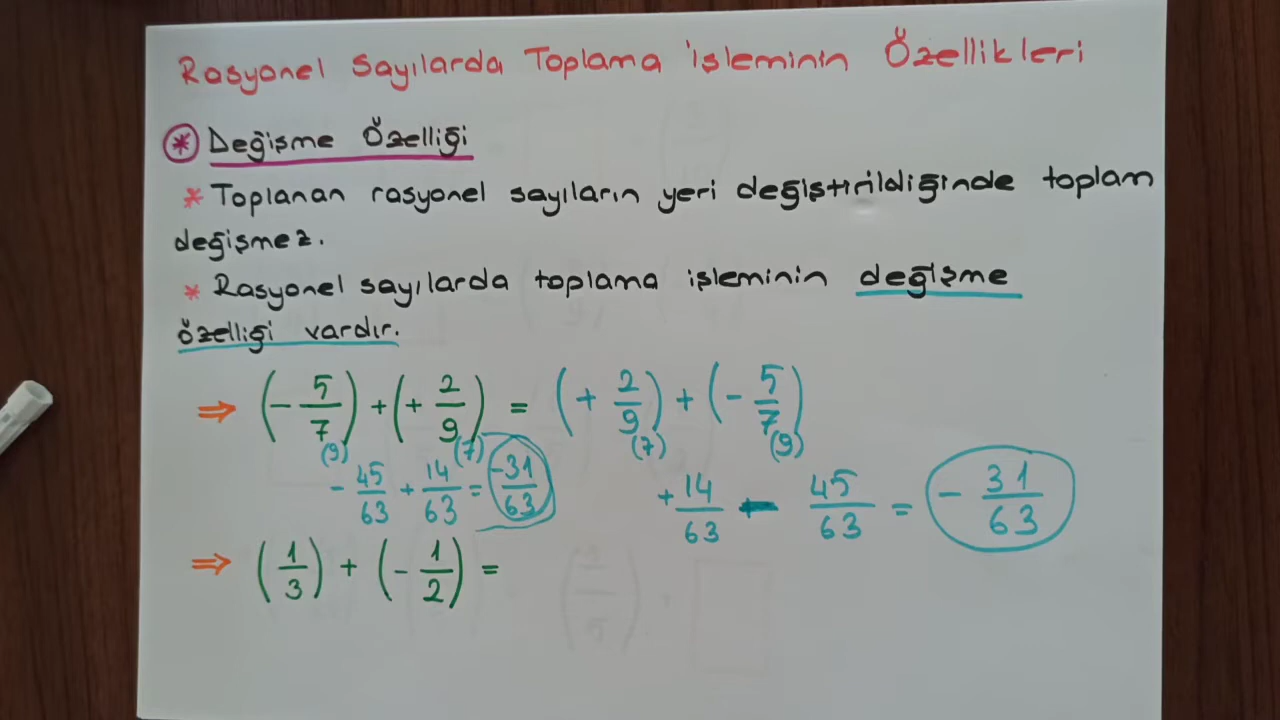 Rasyonel Sayılarda Toplama İşleminin Özellikleri
* Değişme Özelliği
* Toplanan rasyonel sayıların yeri değiştirildiğinde toplam
değişmez.
* Rasyonel sayılarda toplama işleminin değişme
özelliği vardır.
⇒ (-5/7) + (+2/9) = (+2/9) + (-5/7)
(9) (7) (7) (9)
-45/63 + 14/63 = -31/63 +14/63 - 45/63 = -31/63
⇒ (1/3) + (-1/2) =